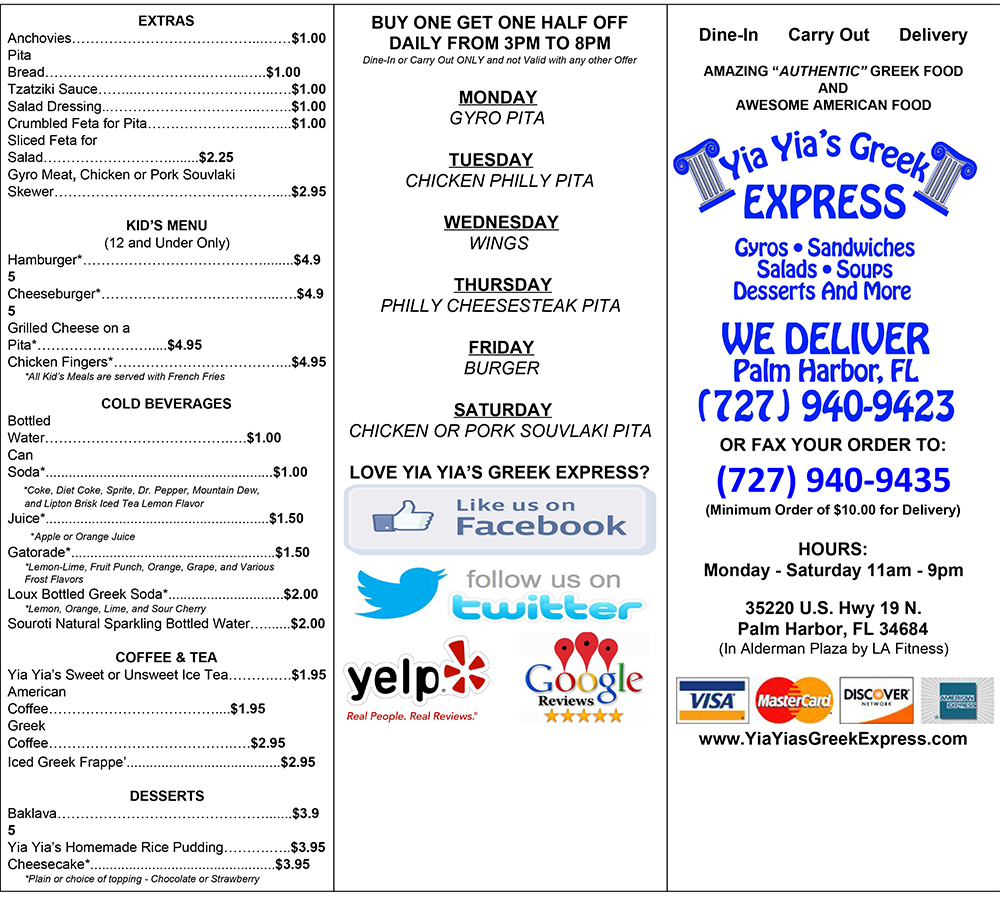 EXTRAS
Anchovies……………………………………..……$1.00
Pita
Bread……………………………..…………..……$1.00
Tzatziki Sauce……......……………………..……$1.00
Salad Dressing..……………………………..……$1.00
Crumbled Feta for Pita……………………..……$1.00
Sliced Feta for
Salad……………………………..........$2.25
Gyro Meat, Chicken or Pork Souvlaki
Skewer………………………………………..……$2.95
KID'S MENU
(12 and Under Only)
Hamburger*…………………………………........$4.9
5
Cheeseburger*………………………………..….$4.9
5
Grilled Cheese on a
Pita*…………………….....$4.95
Chicken Fingers*…………………………………$4.95
*All Kid's Meals are served with French Fries
COLD BEVERAGES
Bottled
Water……………………………………..….$1.00
Can
Soda*....................................................$1.00
*Coke, Diet Coke, Sprite, Dr. Pepper, Mountain Dew,
and Lipton Brisk Iced Tea Lemon Flavor
Juice*...................................................$1.50
*Apple or Orange Juice
Gatorade*...............................................$1.50
*Lemon-Lime, Fruit Punch, Orange, Grape, and Various
Frost Flavors
Loux Bottled Greek Soda*..........................$2.00
*Lemon, Orange, Lime, and Sour Cherry
Souroti Natural Sparkling Bottled Water….......$2.00
COFFEE & TEA
Yia Yia's Sweet or Unsweet Ice Tea………….$1.95
American
Coffee……………………………………$1.95
Greek
Coffee………………………………………..$2.95
Iced Greek Frappe'...................................$2.95
DESSERTS
Baklava…………………………………………......$3.9
5
Yia Yia's Homemade Rice Pudding…………..$3.95
Cheesecake*..........................................$3.95
*Plain or choice of topping - Chocolate or Strawberry
BUY ONE GET ONE HALF OFF
DAILY FROM 3PM TO 8PM
Dine-In or Carry Out ONLY and not Valid with any other Offer
MONDAY
GYRO PITA
TUESDAY
CHICKEN PHILLY PITA
WEDNESDAY
WINGS
THURSDAY
PHILLY CHEESESTEAK PITA
FRIDAY
BURGER
SATURDAY
CHICKEN OR PORK SOUVLAKI PITA
LOVE YIA YIA'S GREEK EXPRESS?
Like us on
Facebook
follow us on
twitter
yelp
Real People. Real Reviews.®
Google
Reviews
Dine-In Carry Out Delivery
AMAZING “AUTHENTIC” GREEK FOOD
AND
AWESOME AMERICAN FOOD
Yia Yia's Greek
EXPRESS
Gyros • Sandwiches
Salads • Soups
Desserts And More
WE DELIVER
Palm Harbor, FL
(727) 940-9423
OR FAX YOUR ORDER TO:
(727) 940-9435
(Minimum Order of $10.00 for Delivery)
HOURS:
Monday - Saturday 11am - 9pm
35220 U.S. Hwy 19 N.
Palm Harbor, FL 34684
(In Alderman Plaza by LA Fitness)
VISA MasterCard DISCOVER NETWORK AMERICAN EXPRESS
www.YiaYiasGreekExpress.com